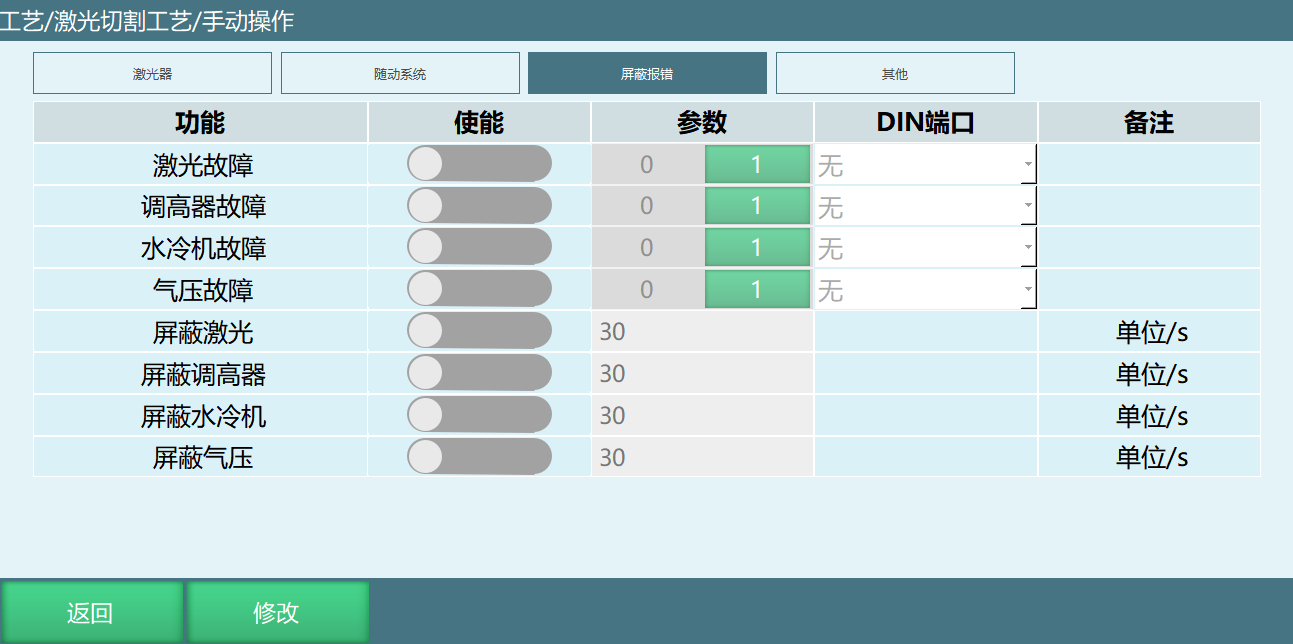 工艺/激光切割工艺/手动操作
激光器 随动系统 屏蔽报错 其他
功能 使能 参数 DIN端口 备注
激光故障 0 1 无
调高器故障 0 1 无
水冷机故障 0 1 无
气压故障 0 1 无
屏蔽激光 30 单位/s
屏蔽调高器 30 单位/s
屏蔽水冷机 30 单位/s
屏蔽气压 30 单位/s
返回 修改